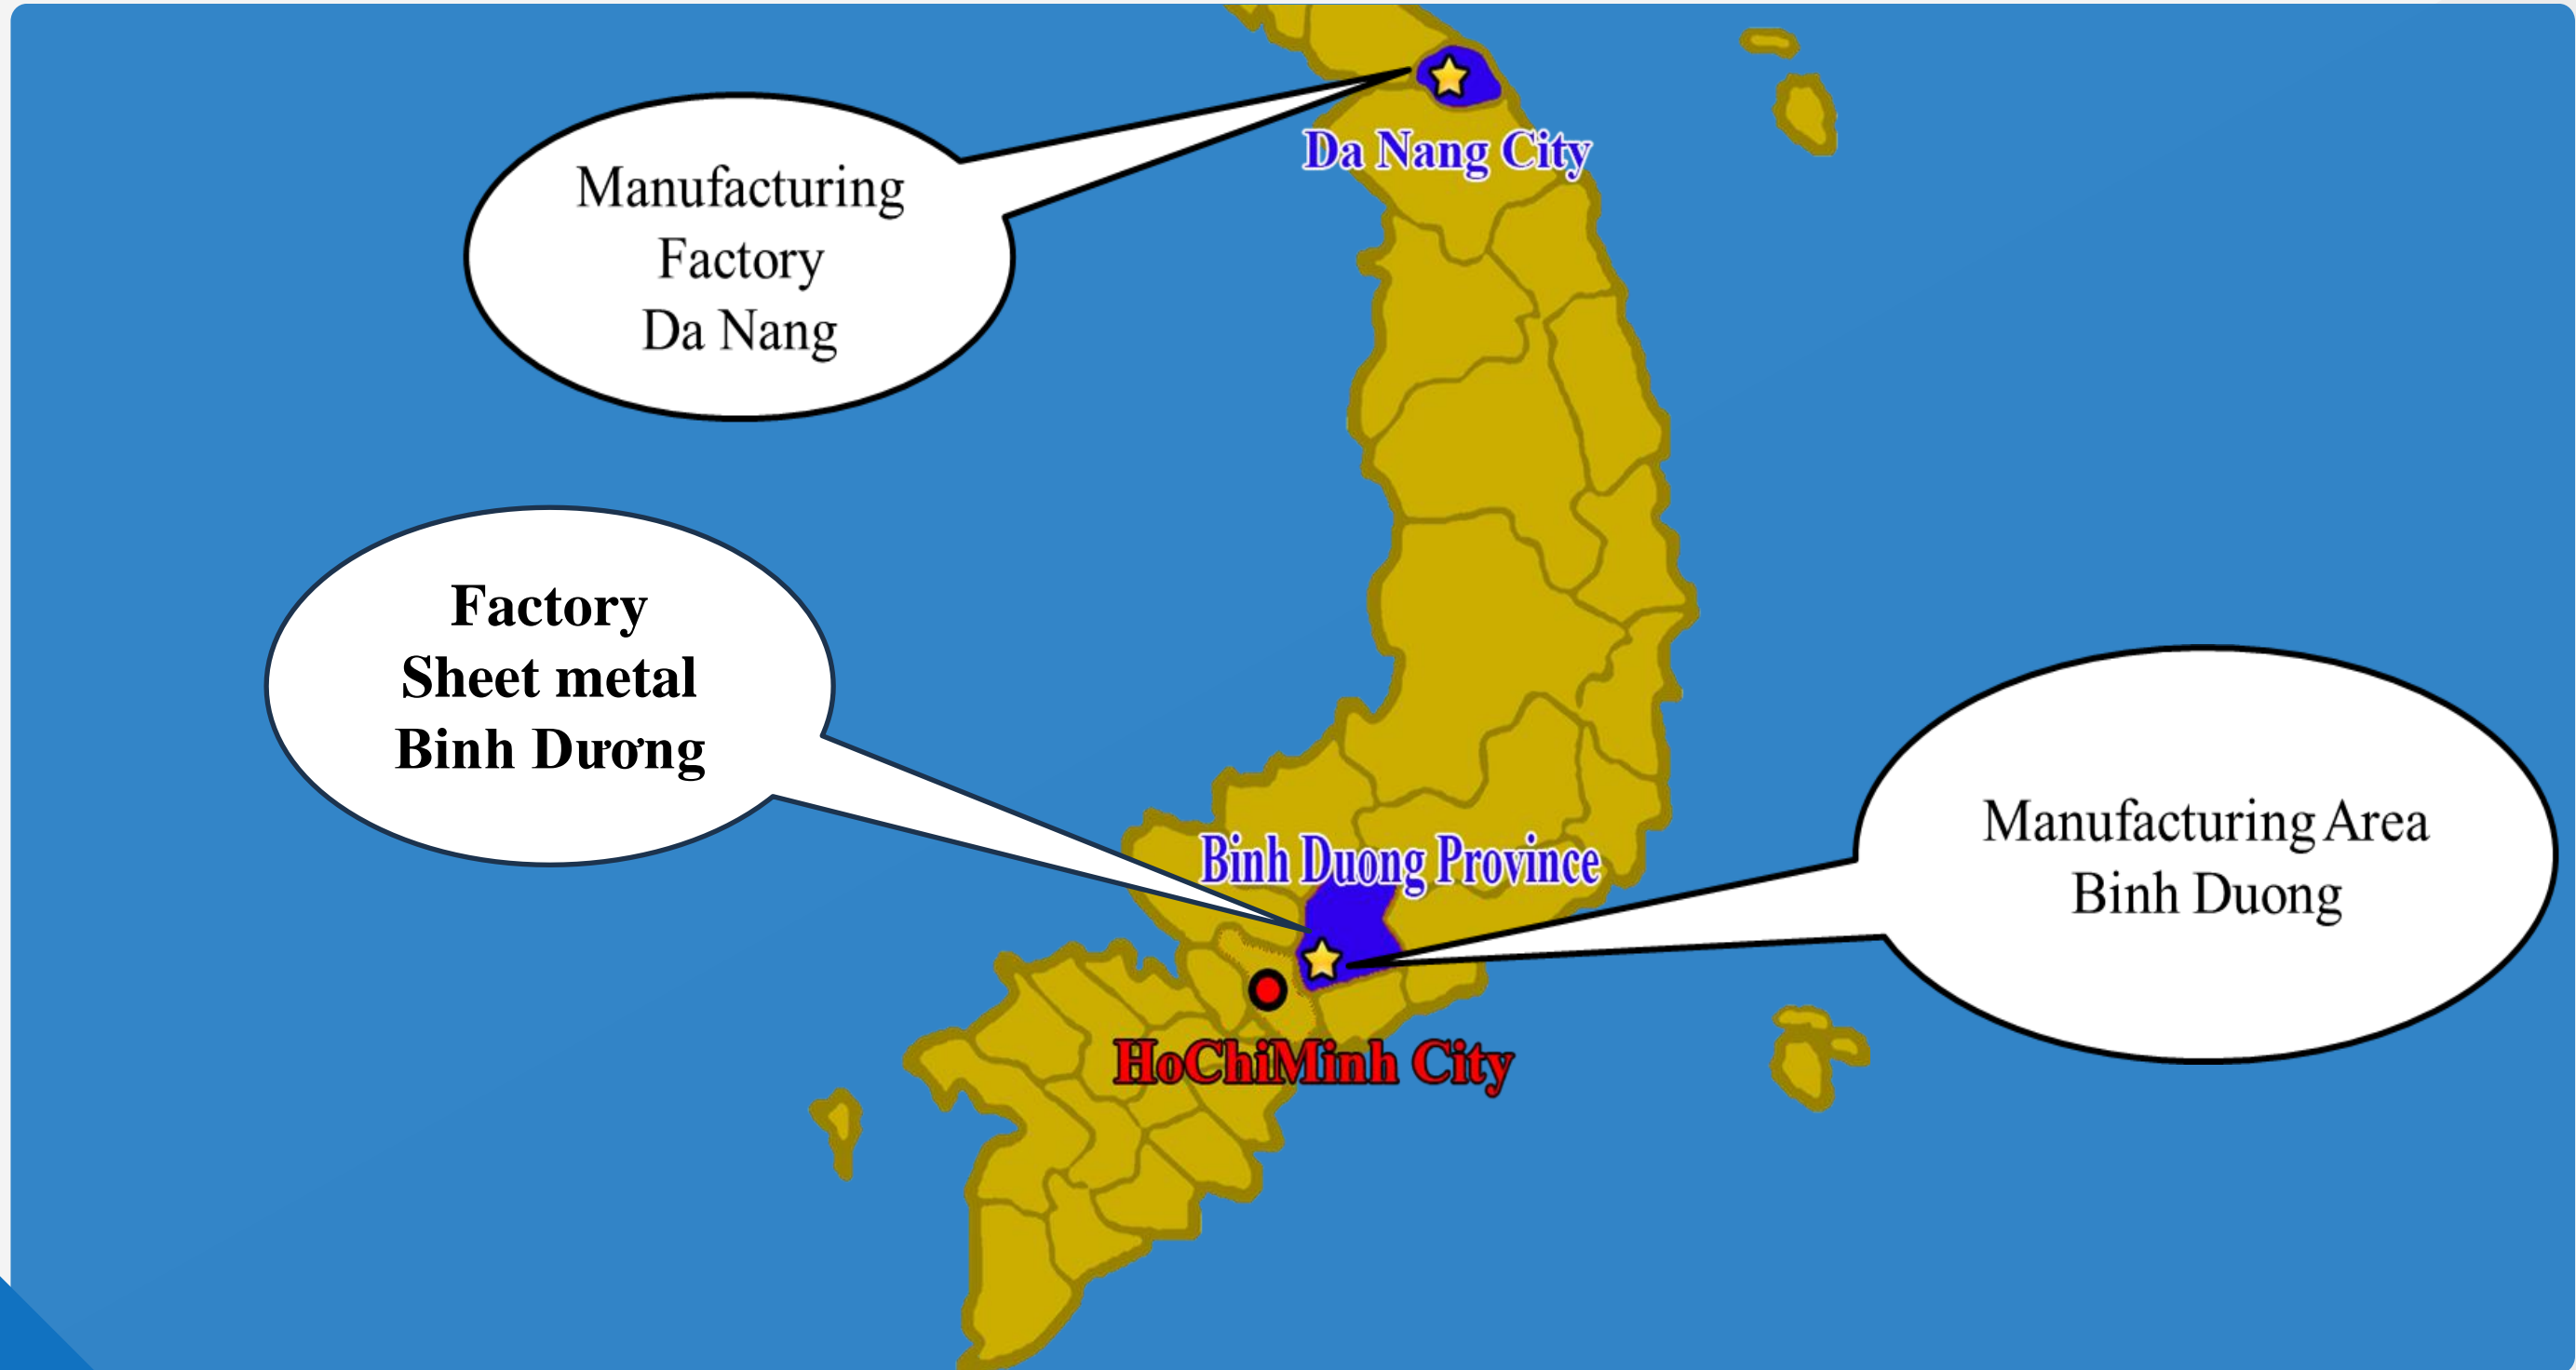 Manufacturing
Factory
Da Nang
Da Nang City
Factory
Sheet metal
Binh Dương
Binh Duong Province
Manufacturing Area
Binh Duong
HoChiMinh City